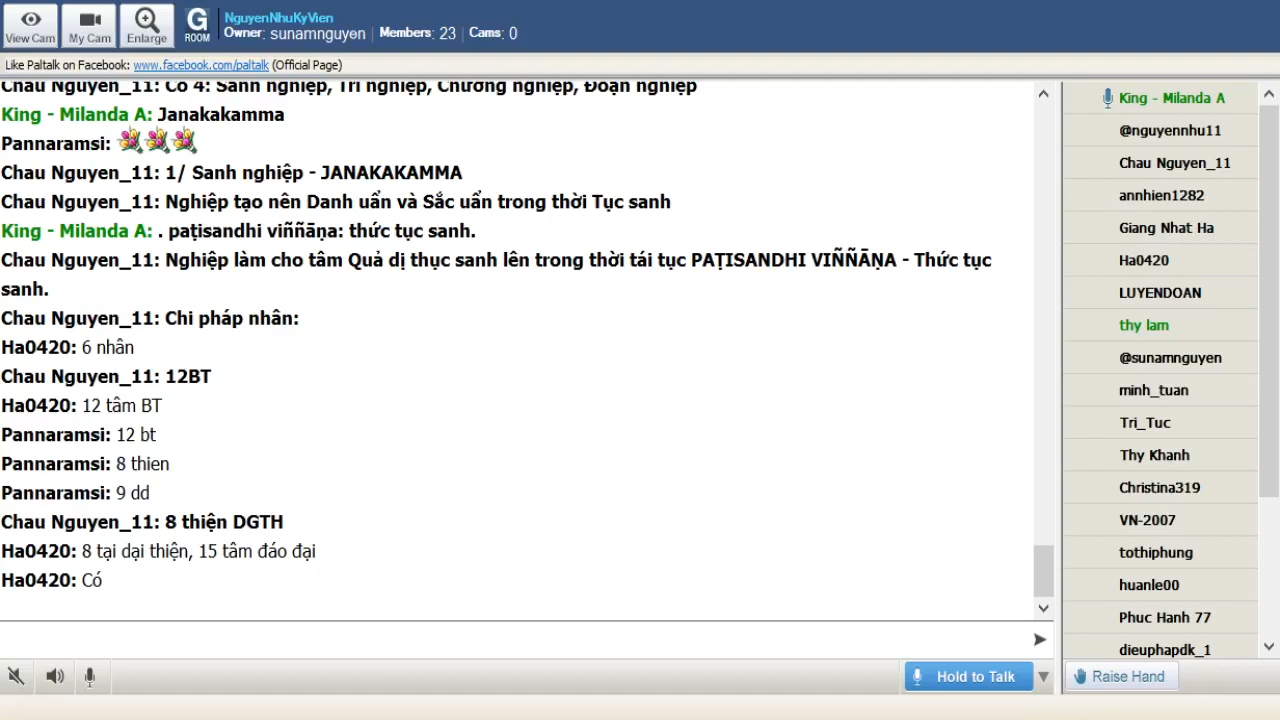 View Cam
My Cam
Enlarge
G
ROOM
NguyenNhuKyVien
Owner: sunamnguyen | Members: 23 | Cams: 0
Like Paltalk on Facebook: www.facebook.com/paltalk (Official Page)
Chau Nguyen_11: Có 4: Sanh nghiệp, Trì nghiệp, Chướng nghiệp, Đoạn nghiệp
King - Milanda A: Janakakamma
Pannaramsi:
Chau Nguyen_11: 1/ Sanh nghiệp - JANAKAKAMMA
Chau Nguyen_11: Nghiệp tạo nên Danh uẩn và Sắc uẩn trong thời Tục sanh
King - Milanda A: . paṭisandhi viññāṇa: thức tục sanh.
Chau Nguyen_11: Nghiệp làm cho tâm Quả dị thục sanh lên trong thời tái tục PAṬISANDHI VIÑÑĀṆA - Thức tục
sanh.
Chau Nguyen_11: Chi pháp nhân:
Ha0420: 6 nhân
Chau Nguyen_11: 12BT
Ha0420: 12 tâm BT
Pannaramsi: 12 bt
Pannaramsi: 8 thien
Pannaramsi: 9 dd
Chau Nguyen_11: 8 thiện DGTH
Ha0420: 8 tại dại thiện, 15 tâm đáo đại
Ha0420: Có
Hold to Talk
King - Milanda A
@nguyennhu11
Chau Nguyen_11
annhien1282
Giang Nhat Ha
Ha0420
LUYENDOAN
thy lam
@sunamnguyen
minh_tuan
Tri_Tuc
Thy Khanh
Christina319
VN-2007
tothiphung
huanle00
Phuc Hanh 77
dieuphapdk_1
Raise Hand